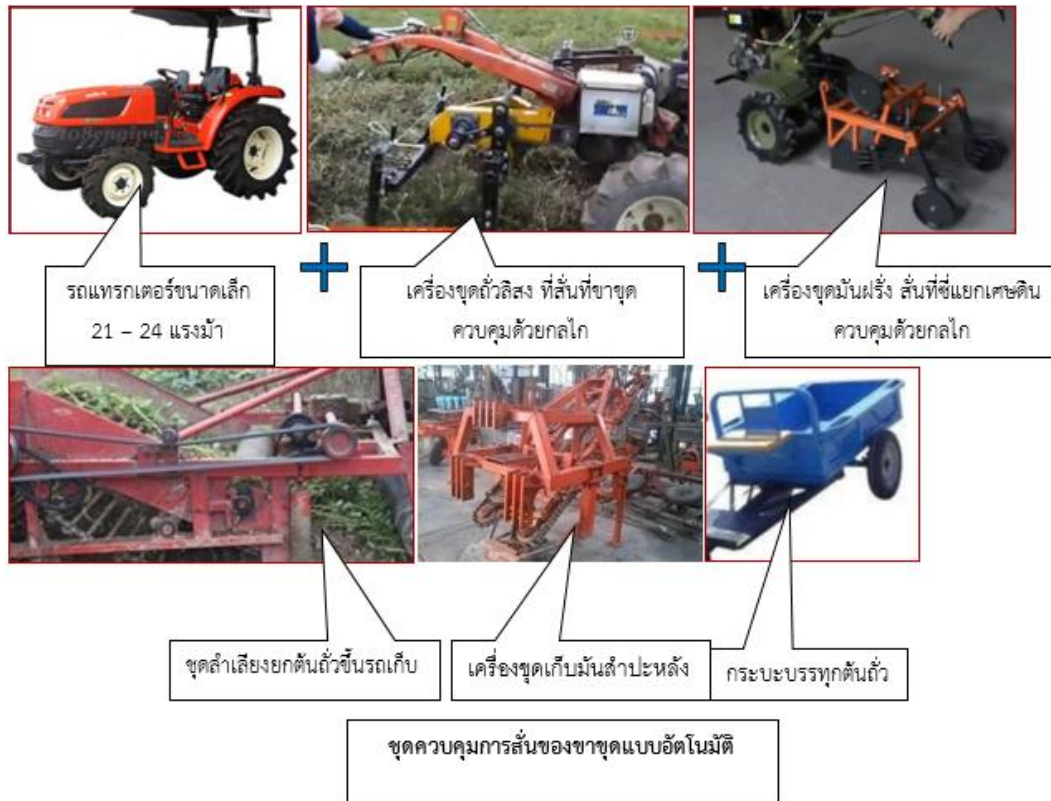 รถแทรกเตอร์ขนาดเล็ก
21 – 24 แรงม้า
เครื่องขุดถั่วลิสง ที่สั่นที่ขาขุด
ควบคุมด้วยกลไก
เครื่องขุดมันฝรั่ง สั่นที่ซี่แยกเศษดิน
ควบคุมด้วยกลไก
ชุดลำเลียงยกต้นถั่วขึ้นรถเก็บ
เครื่องขุดเก็บมันสำปะหลัง
กระบะบรรทุกต้นถั่ว
ชุดควบคุมการสั่นของขาขุดแบบอัตโนมัติ